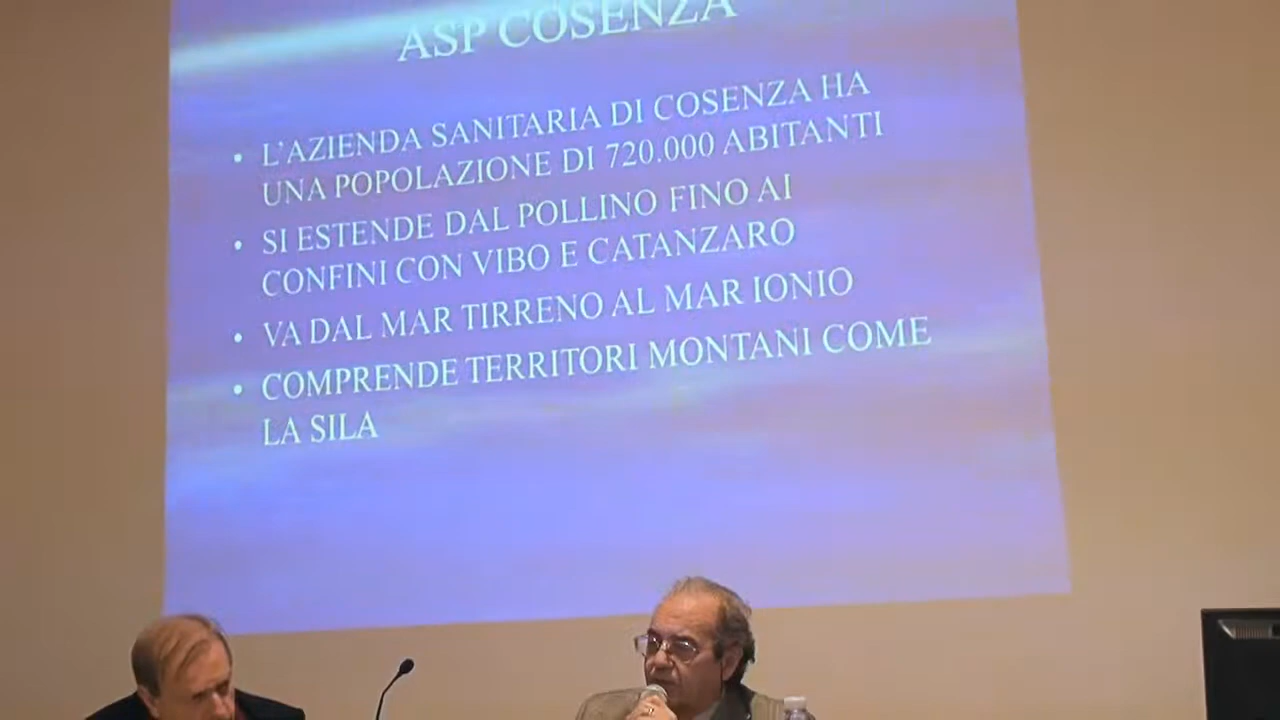 ASP COSENZA
• L'AZIENDA SANITARIA DI COSENZA HA
UNA POPOLAZIONE DI 720.000 ABITANTI
• SI ESTENDE DAL POLLINO FINO AI
CONFINI CON VIBO E CATANZARO
• VA DAL MAR TIRRENO AL MAR IONIO
• COMPRENDE TERRITORI MONTANI COME
LA SILA